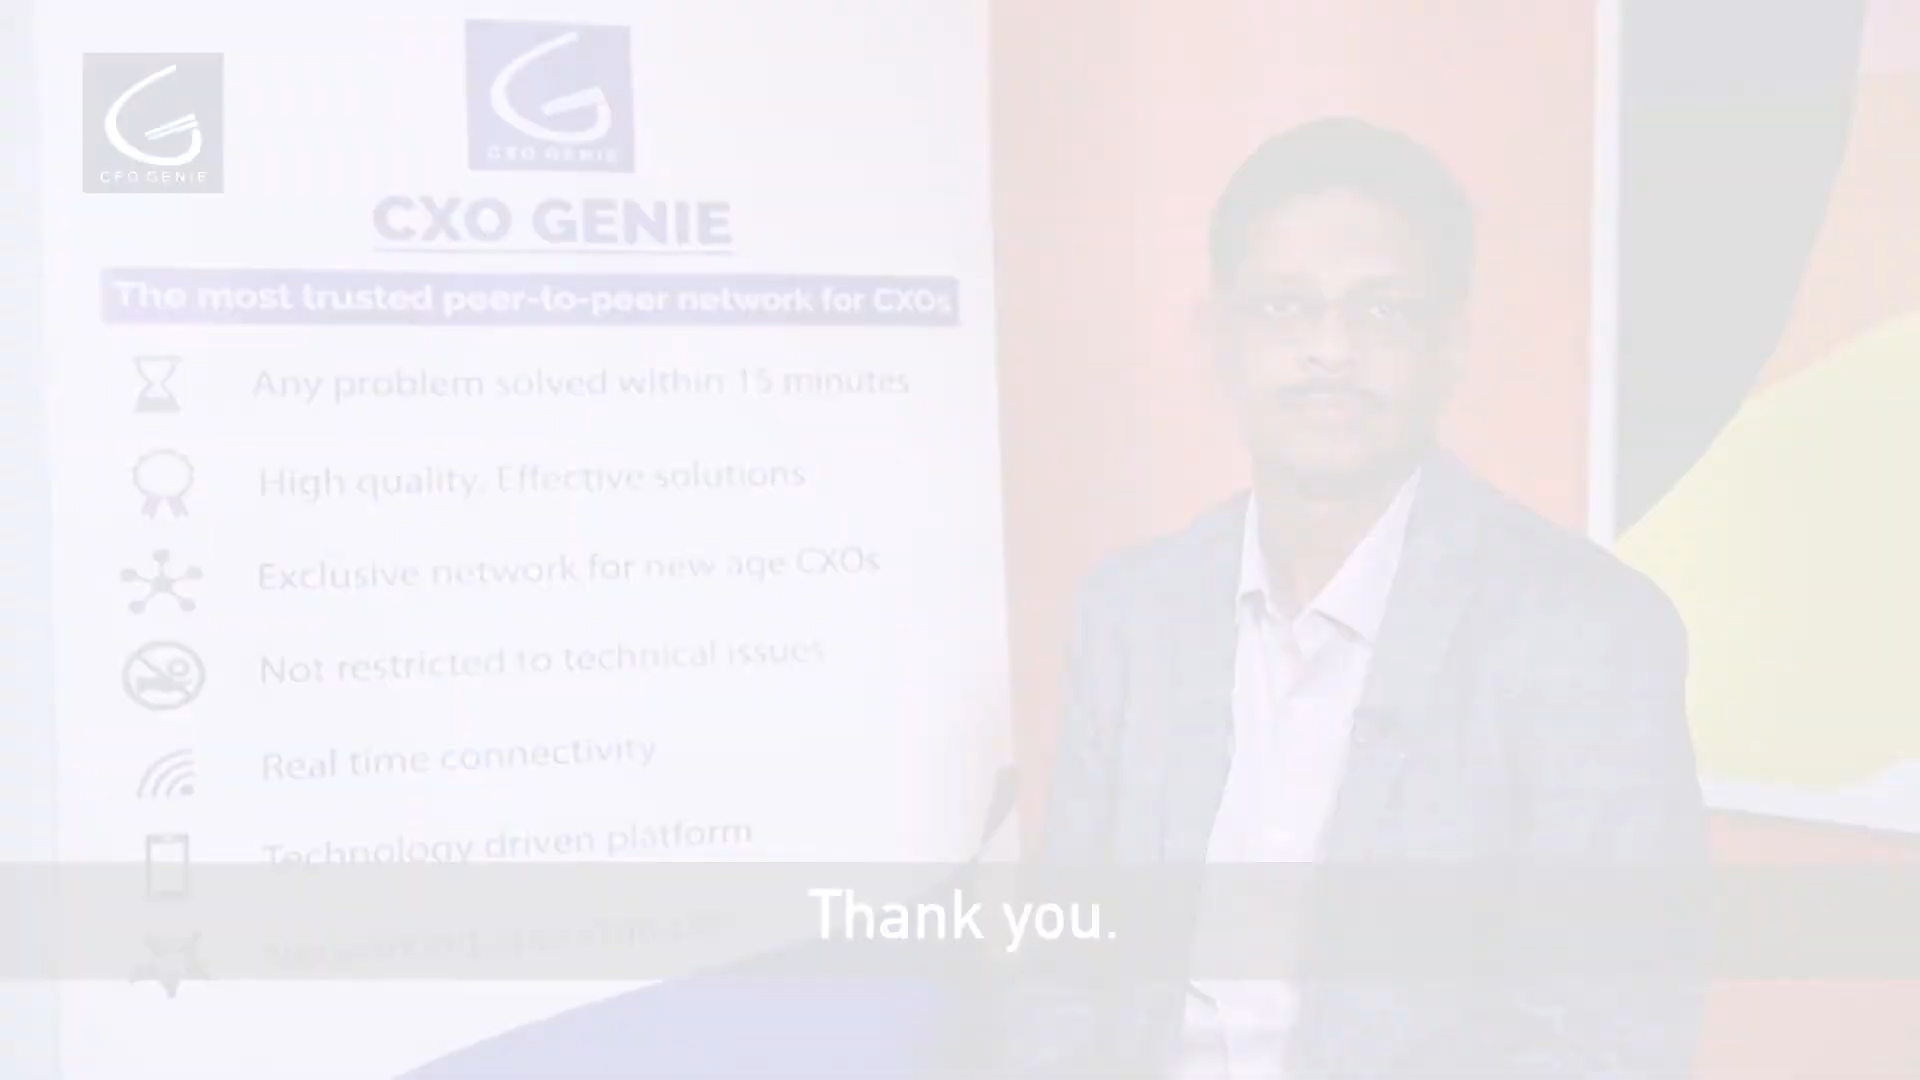 CFO GENIE
CXO GENIE
The most trusted peer-to-peer network for CXOs
Any problem solved within 15 minutes
High quality. Effective solutions
Exclusive network for new age CXOs
Not restricted to technical issues
Real time connectivity
Technology driven platform
Thank you.